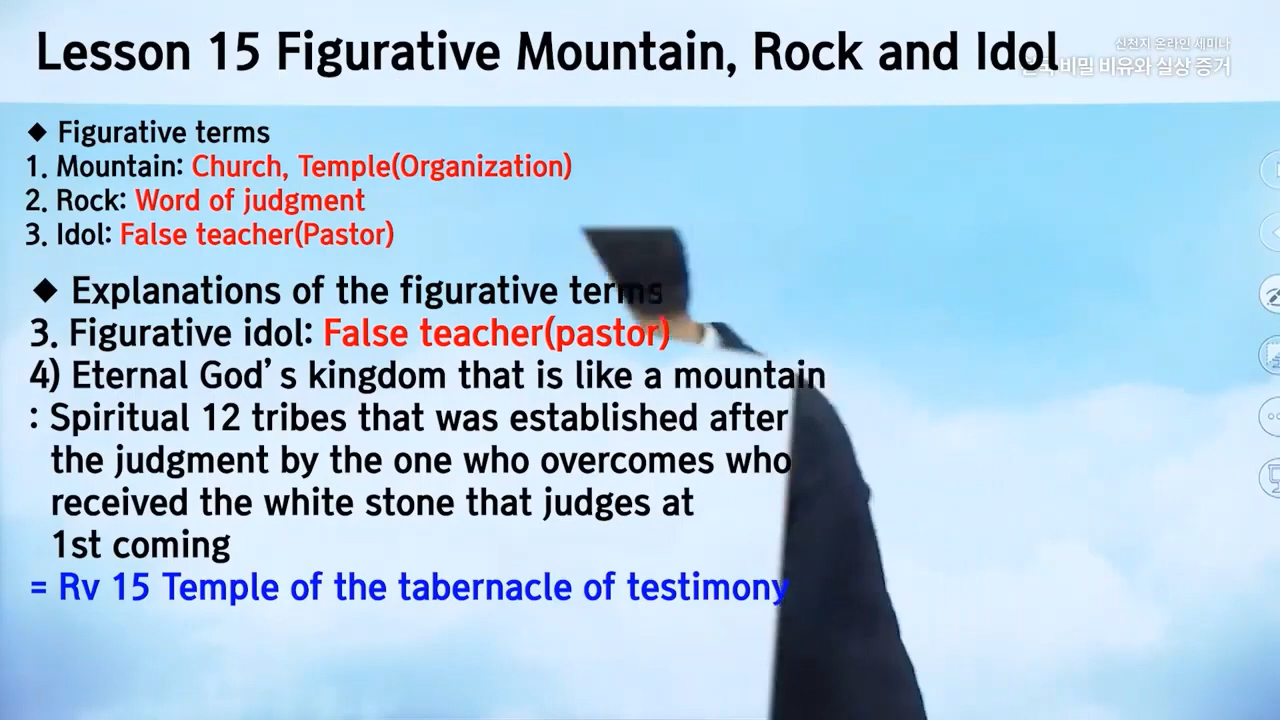 Lesson 15 Figurative Mountain, Rock and Idol
신천지 온라인 세미나
비밀 비유와 실상 증거
◆ Figurative terms
1. Mountain: Church, Temple(Organization)
2. Rock: Word of judgment
3. Idol: False teacher(Pastor)
◆ Explanations of the figurative terms
3. Figurative idol: False teacher(pastor)
4) Eternal God's kingdom that is like a mountain
: Spiritual 12 tribes that was established after
the judgment by the one who overcomes who
received the white stone that judges at
1st coming
= Rv 15 Temple of the tabernacle of testimony